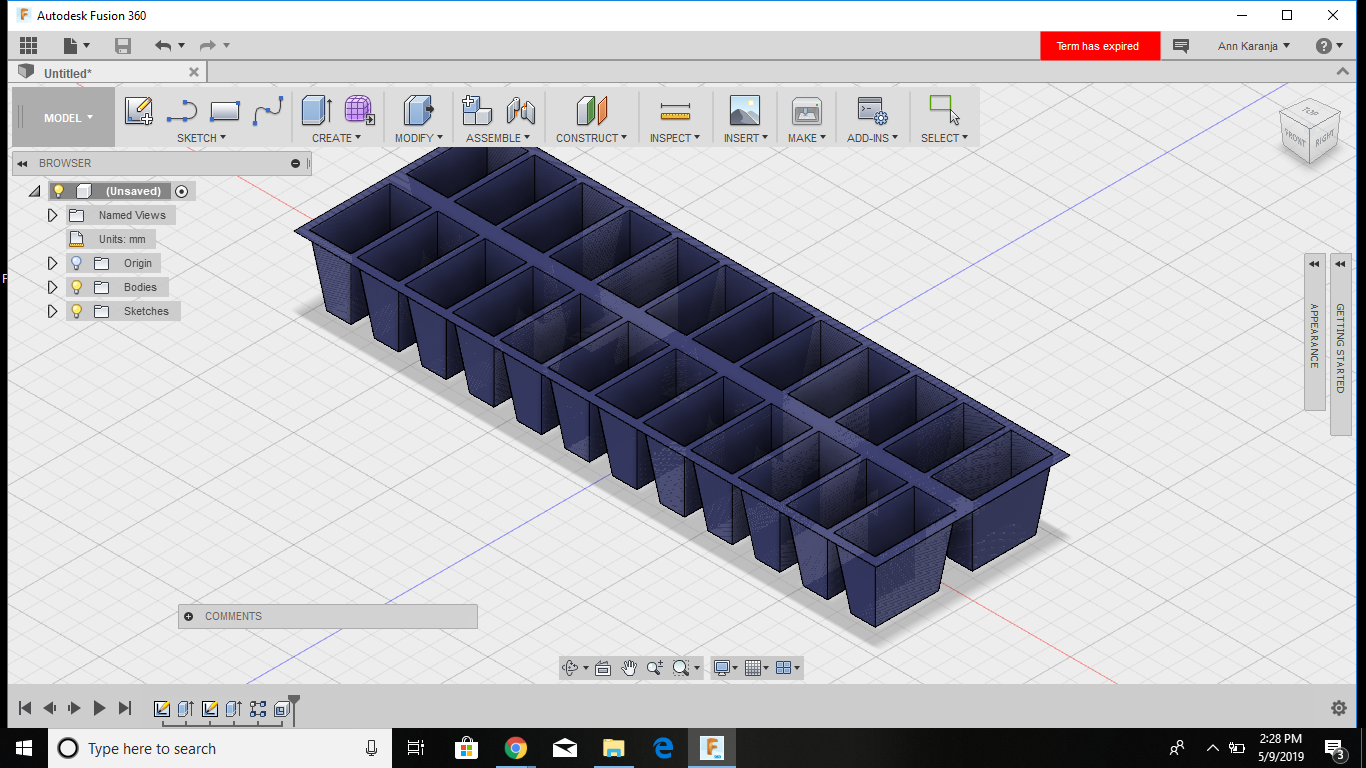 Autodesk Fusion 360
Term has expired
Ann Karanja
Untitled*
MODEL
SKETCH
CREATE
MODIFY
ASSEMBLE
CONSTRUCT
INSPECT
INSERT
MAKE
ADD-INS
SELECT
TOP
FRONT
RIGHT
BROWSER
(Unsaved)
Named Views
Units: mm
Origin
Bodies
Sketches
APPEARANCE
GETTING STARTED
COMMENTS
Type here to search
2:28 PM
5/9/2019
3